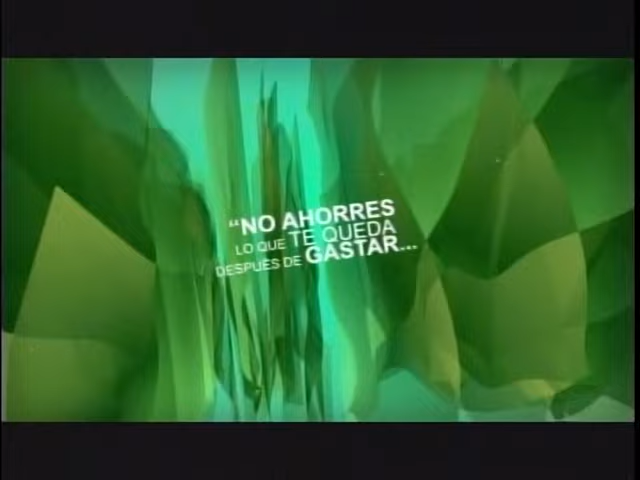 “NO AHORRES
LO QUE TE QUEDA
DESPUÉS DE GASTAR...